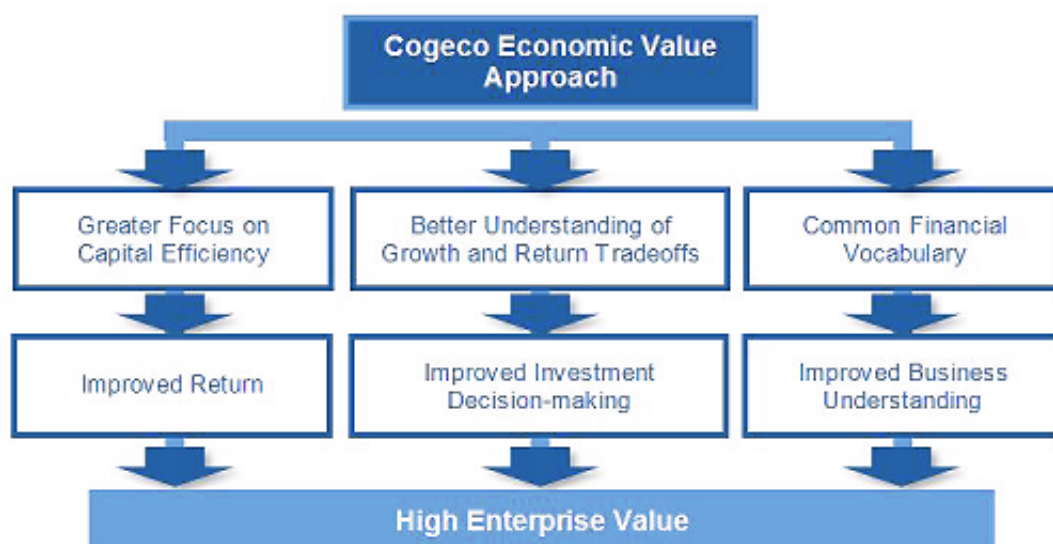 Cogeco Economic Value
Approach
Greater Focus on
Capital Efficiency
Better Understanding of
Growth and Return Tradeoffs
Common Financial
Vocabulary
Improved Return
Improved Investment
Decision-making
Improved Business
Understanding
High Enterprise Value